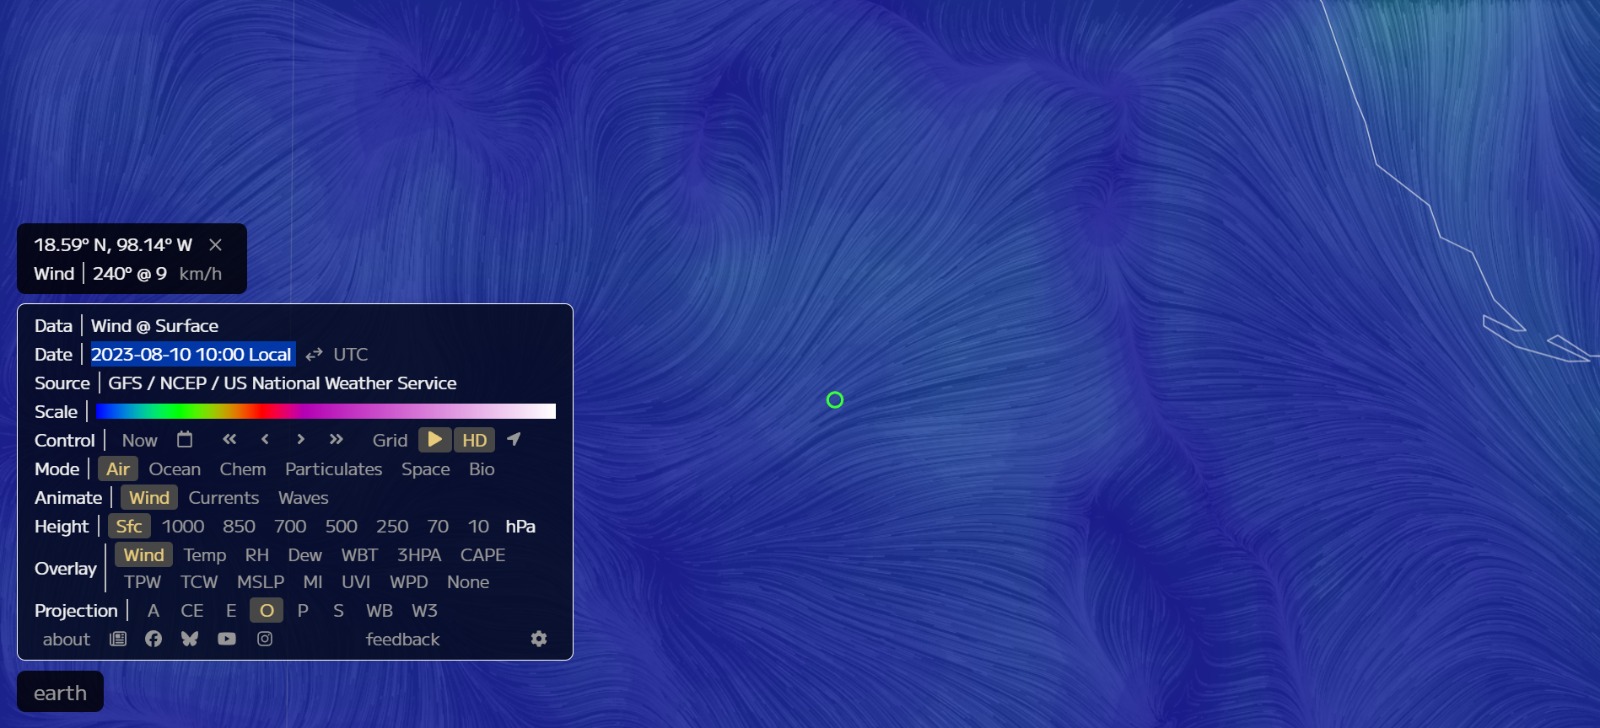 18.59° N, 98.14° W ×
Wind | 240° @ 9 km/h
Data | Wind @ Surface
Date | 2023-08-10 10:00 Local ⇄ UTC
Source | GFS / NCEP / US National Weather Service
Scale |
Control | Now « ‹ › » Grid HD
Mode | Air Ocean Chem Particulates Space Bio
Animate | Wind Currents Waves
Height | Sfc 1000 850 700 500 250 70 10 hPa
Overlay | Wind Temp RH Dew WBT 3HPA CAPE
TPW TCW MSLP MI UVI WPD None
Projection | A CE E O P S WB W3
about feedback
earth